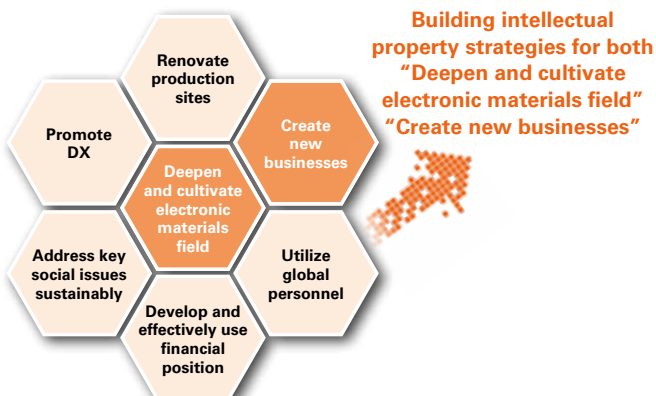 Building intellectual
property strategies for both
“Deepen and cultivate
electronic materials field”
“Create new businesses”
Renovate
production
sites
Promote
DX
Create
new
businesses
Deepen
and cultivate
electronic
materials
field
Address key
social issues
sustainably
Utilize
global
personnel
Develop and
effectively use
financial
position